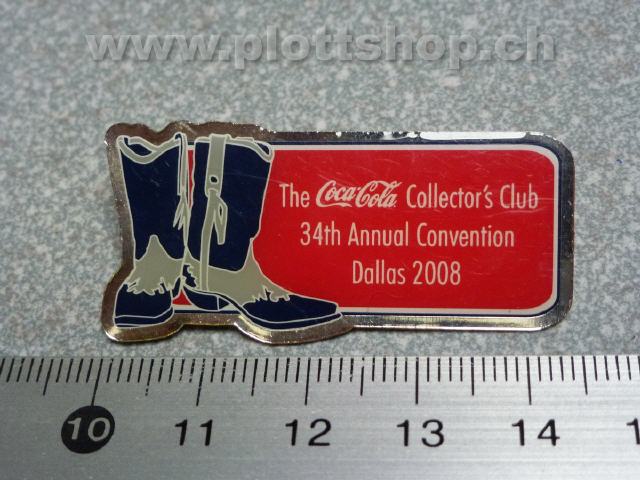 www.plottshop.ch
The Coca-Cola Collector's Club
34th Annual Convention
Dallas 2008
10 11 12 13 14